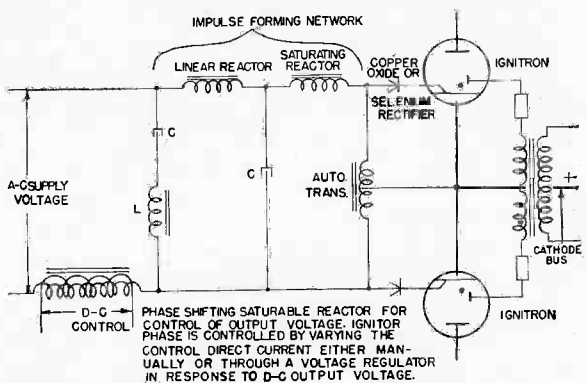 IMPULSE FORMING NETWORK
LINEAR REACTOR
SATURATING
REACTOR
COPPER
OXIDE OR
SELENIUM
RECTIFIER
IGNITRON
C
C
A-C SUPPLY
VOLTAGE
L
AUTO
TRANS.
+
CATHODE
BUS
D-C
CONTROL
IGNITRON
PHASE SHIFTING SATURABLE REACTOR FOR
CONTROL OF OUTPUT VOLTAGE. IGNITOR
PHASE IS CONTROLLED BY VARYING THE
CONTROL DIRECT CURRENT EITHER MAN-
UALLY OR THROUGH A VOLTAGE REGULATOR
IN RESPONSE TO D-C OUTPUT VOLTAGE.